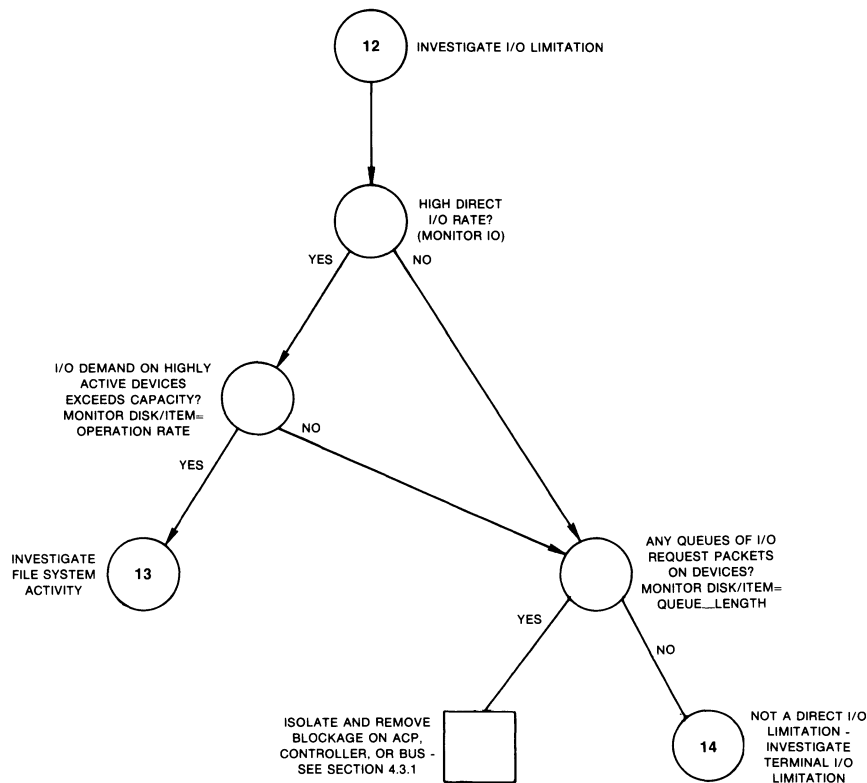 12
INVESTIGATE I/O LIMITATION
HIGH DIRECT
I/O RATE?
(MONITOR IO)
YES
NO
I/O DEMAND ON HIGHLY
ACTIVE DEVICES
EXCEEDS CAPACITY?
MONITOR DISK/ITEM=
OPERATION RATE
YES
NO
INVESTIGATE
FILE SYSTEM
ACTIVITY
13
ANY QUEUES OF I/O
REQUEST PACKETS
ON DEVICES?
MONITOR DISK/ITEM=
QUEUE__LENGTH
YES
NO
ISOLATE AND REMOVE
BLOCKAGE ON ACP,
CONTROLLER, OR BUS -
SEE SECTION 4.3.1
14
NOT A DIRECT I/O
LIMITATION -
INVESTIGATE
TERMINAL I/O
LIMITATION